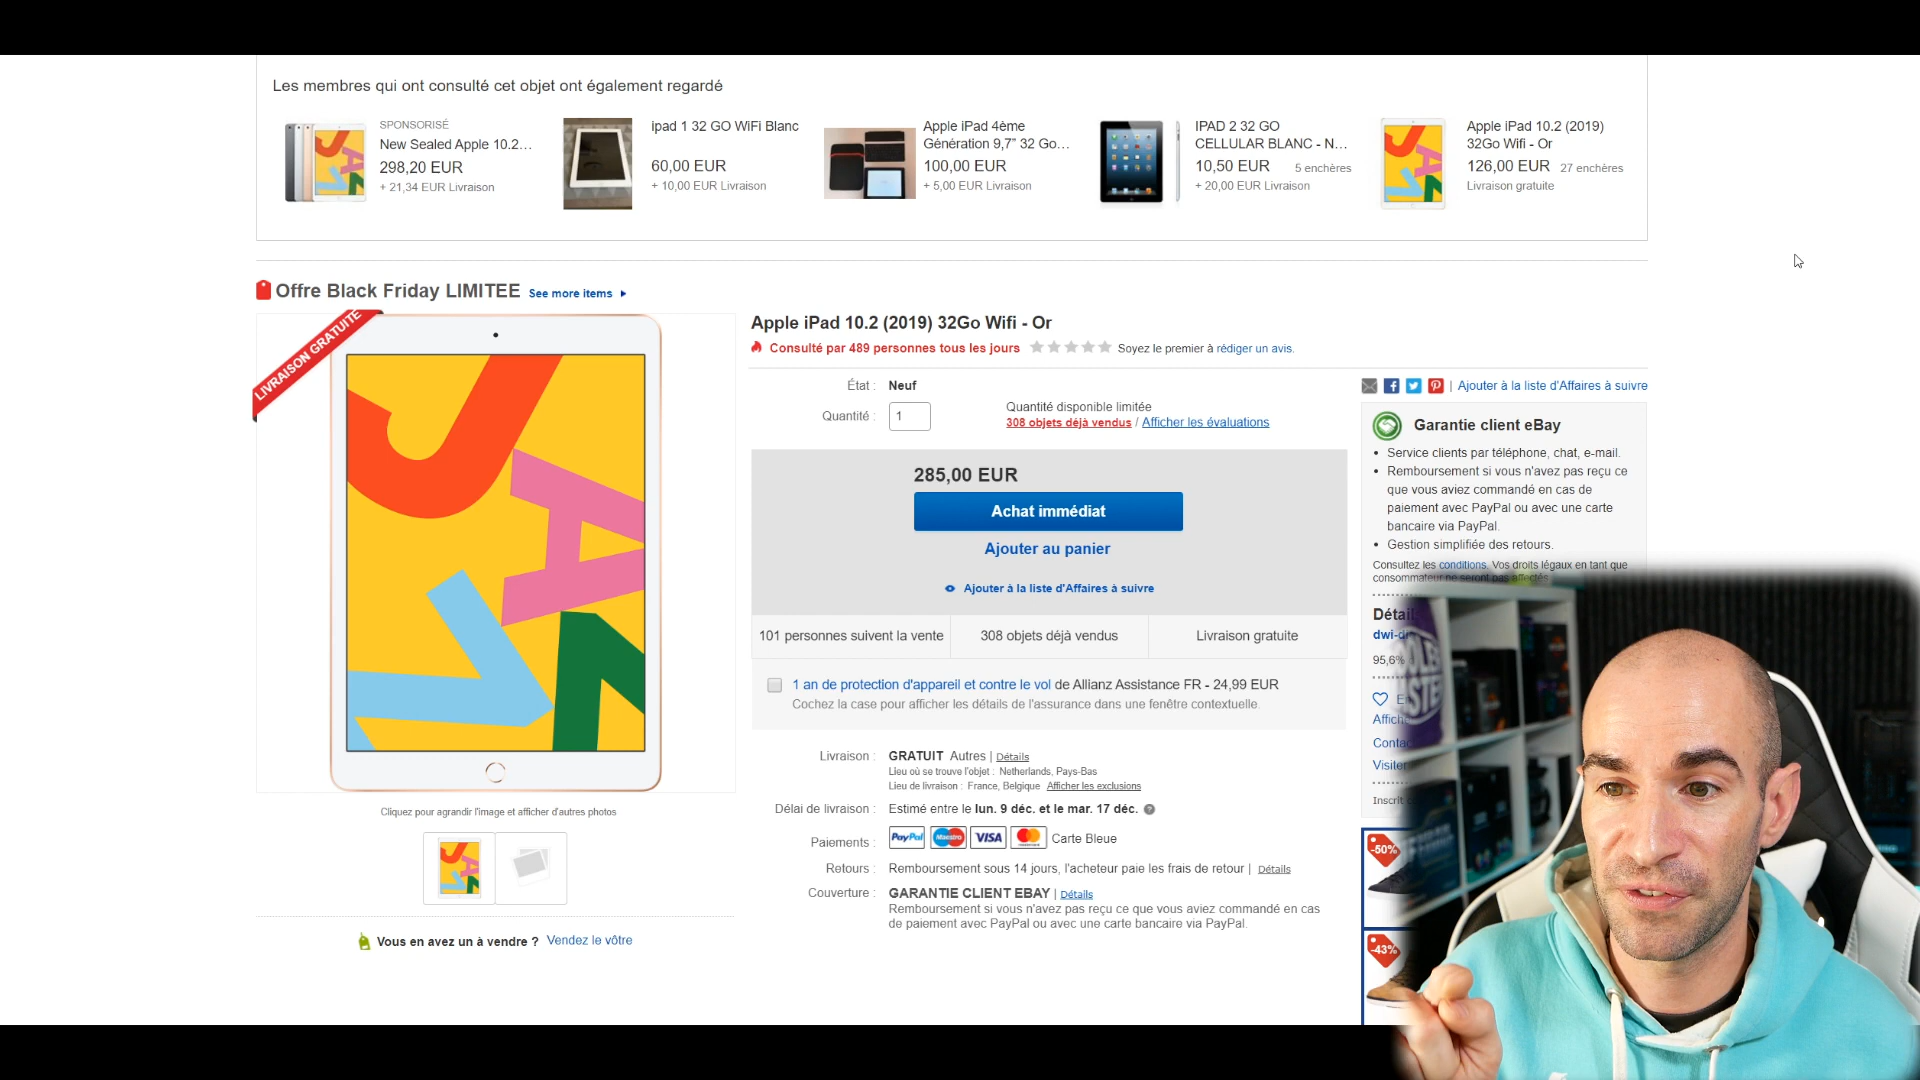 Les membres qui ont consulté cet objet ont également regardé
SPONSORISÉ
New Sealed Apple 10.2...
298,20 EUR
+ 21,34 EUR Livraison
ipad 1 32 GO WiFi Blanc
60,00 EUR
+ 10,00 EUR Livraison
Apple iPad 4ème
Génération 9,7" 32 Go...
100,00 EUR
+ 5,00 EUR Livraison
IPAD 2 32 GO
CELLULAR BLANC - N...
10,50 EUR 5 enchères
+ 20,00 EUR Livraison
Apple iPad 10.2 (2019)
32Go Wifi - Or
126,00 EUR 27 enchères
Livraison gratuite
Offre Black Friday LIMITEE See more items
LIVRAISON GRATUITE
Cliquez pour agrandir l'image et afficher d'autres photos
Vous en avez un à vendre ? Vendez le vôtre
Apple iPad 10.2 (2019) 32Go Wifi - Or
Consulté par 489 personnes tous les jours Soyez le premier à rédiger un avis.
État : Neuf
Quantité : 1
Quantité disponible limitée
308 objets déjà vendus / Afficher les évaluations
285,00 EUR
Achat immédiat
Ajouter au panier
Ajouter à la liste d'Affaires à suivre
101 personnes suivent la vente 308 objets déjà vendus Livraison gratuite
1 an de protection d'appareil et contre le vol de Allianz Assistance FR - 24,99 EUR
Cochez la case pour afficher les détails de l'assurance dans une fenêtre contextuelle.
Livraison : GRATUIT Autres | Détails
Lieu où se trouve l'objet : Netherlands, Pays-Bas
Lieu de livraison : France, Belgique Afficher les exclusions
Délai de livraison : Estimé entre le lun. 9 déc. et le mar. 17 déc.
Paiements : PayPal Maestro VISA Carte Bleue
Retours : Remboursement sous 14 jours, l'acheteur paie les frais de retour | Détails
Couverture : GARANTIE CLIENT EBAY | Détails
Remboursement si vous n'avez pas reçu ce que vous aviez commandé en cas
de paiement avec PayPal ou avec une carte bancaire via PayPal.
| Ajouter à la liste d'Affaires à suivre
Garantie client eBay
• Service clients par téléphone, chat, e-mail.
• Remboursement si vous n'avez pas reçu ce
que vous aviez commandé en cas de
paiement avec PayPal ou avec une carte
bancaire via PayPal.
• Gestion simplifiée des retours.
Consultez les conditions. Vos droits légaux en tant que
consommateur ne seront pas affectés.
Détail
dwi-d
95,6%
E
Affich
Conta
Visiter
Inscrit
-50%
-43%